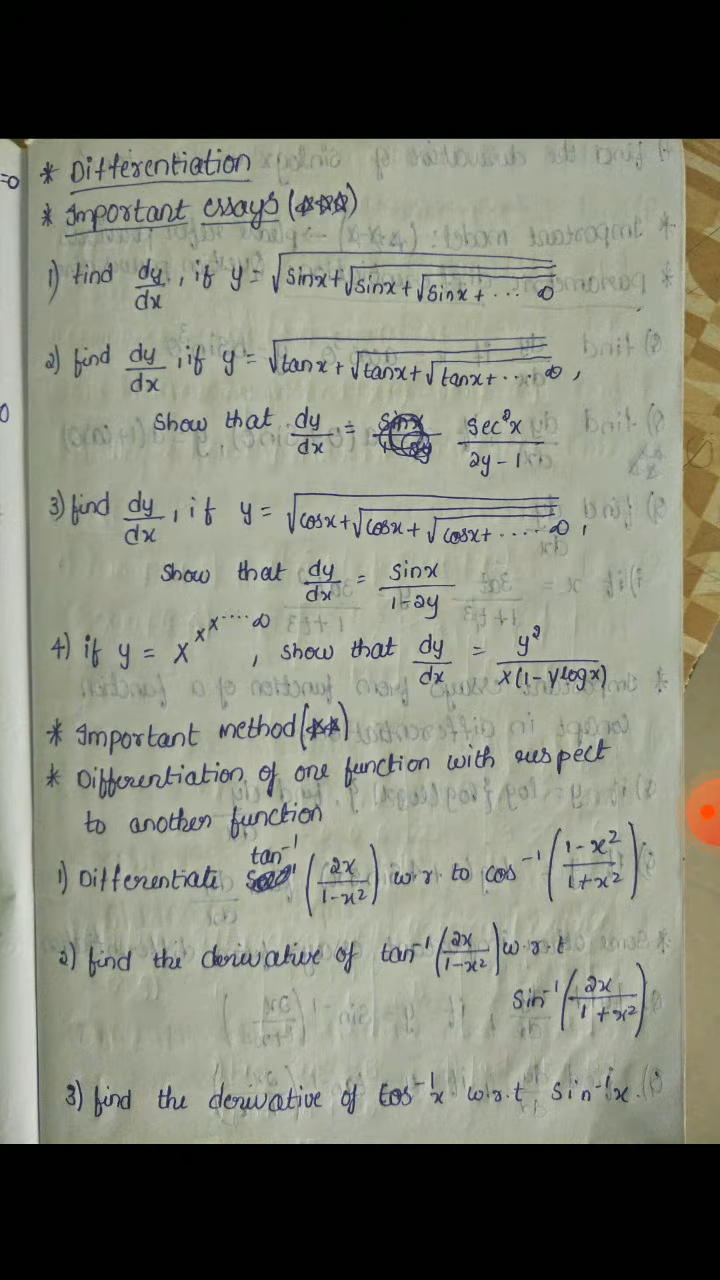 * Differentiation
* Important essays (☆☆☆)
1) find dy/dx, if y = √sinx+√sinx+√sinx+ ... ∞
2) find dy/dx, if y = √tanx+√tanx+√tanx+ ..... ∞,
show that dy/dx = sec²x/2y-1
3) find dy/dx, if y = √cosx+√cosx+√cosx+ ..... ∞,
show that dy/dx = sinx/1-2y
4) if y = x^x^x^....∞, show that dy/dx = y²/x(1-ylogx)
* Important method (☆☆)
* Differentiation of one function with respect
to another function
1) Differentiate tan⁻¹(2x/1-x²) w.r. to cos⁻¹(1-x²/1+x²)
2) find the derivative of tan⁻¹(2x/1-x²) w.r.t
sin⁻¹(2x/1+x²)
3) find the derivative of cos⁻¹x w.r.t sin⁻¹x.